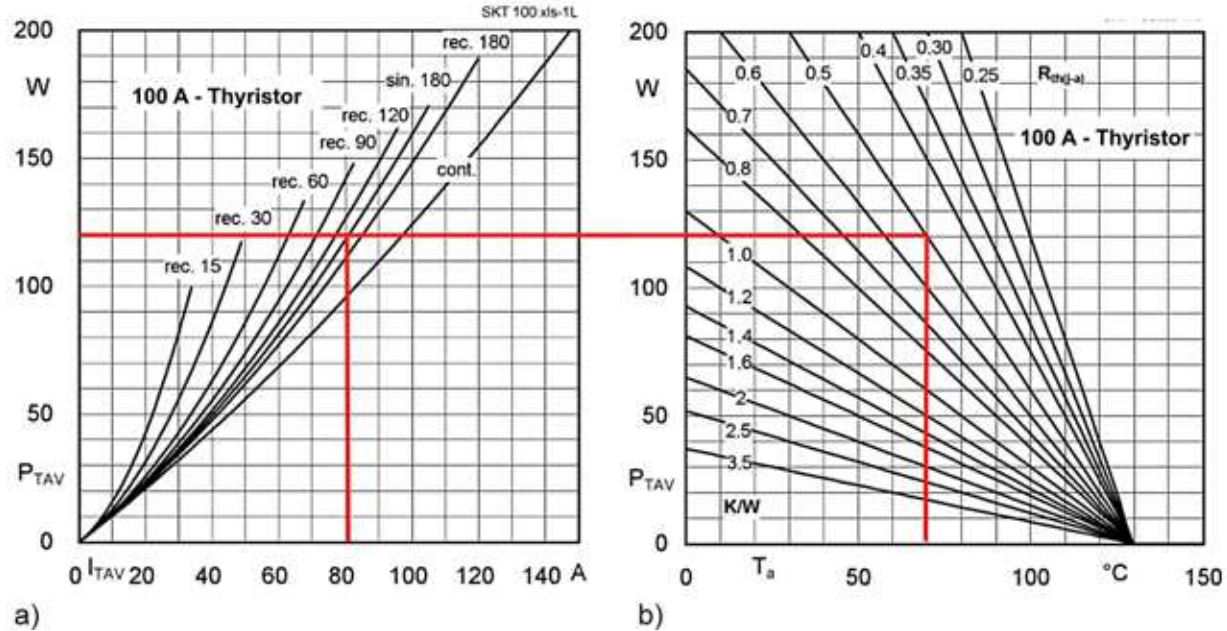 SKT 100.xls-1L
200
W
150
100
50
P_TAV
0
100 A - Thyristor
rec. 180
sin. 180
rec. 120
rec. 90
rec. 60
rec. 30
rec. 15
cont.
0 I_TAV 20 40 60 80 100 120 140 A
a)
200
W
150
100
50
P_TAV
0
0.4
0.30
0.6
0.5
0.35
0.25
R_th(j-a)
0.7
100 A - Thyristor
0.8
1.0
1.2
1.4
1.6
2
2.5
3.5
K/W
0 T_a 50 100 °C 150
b)